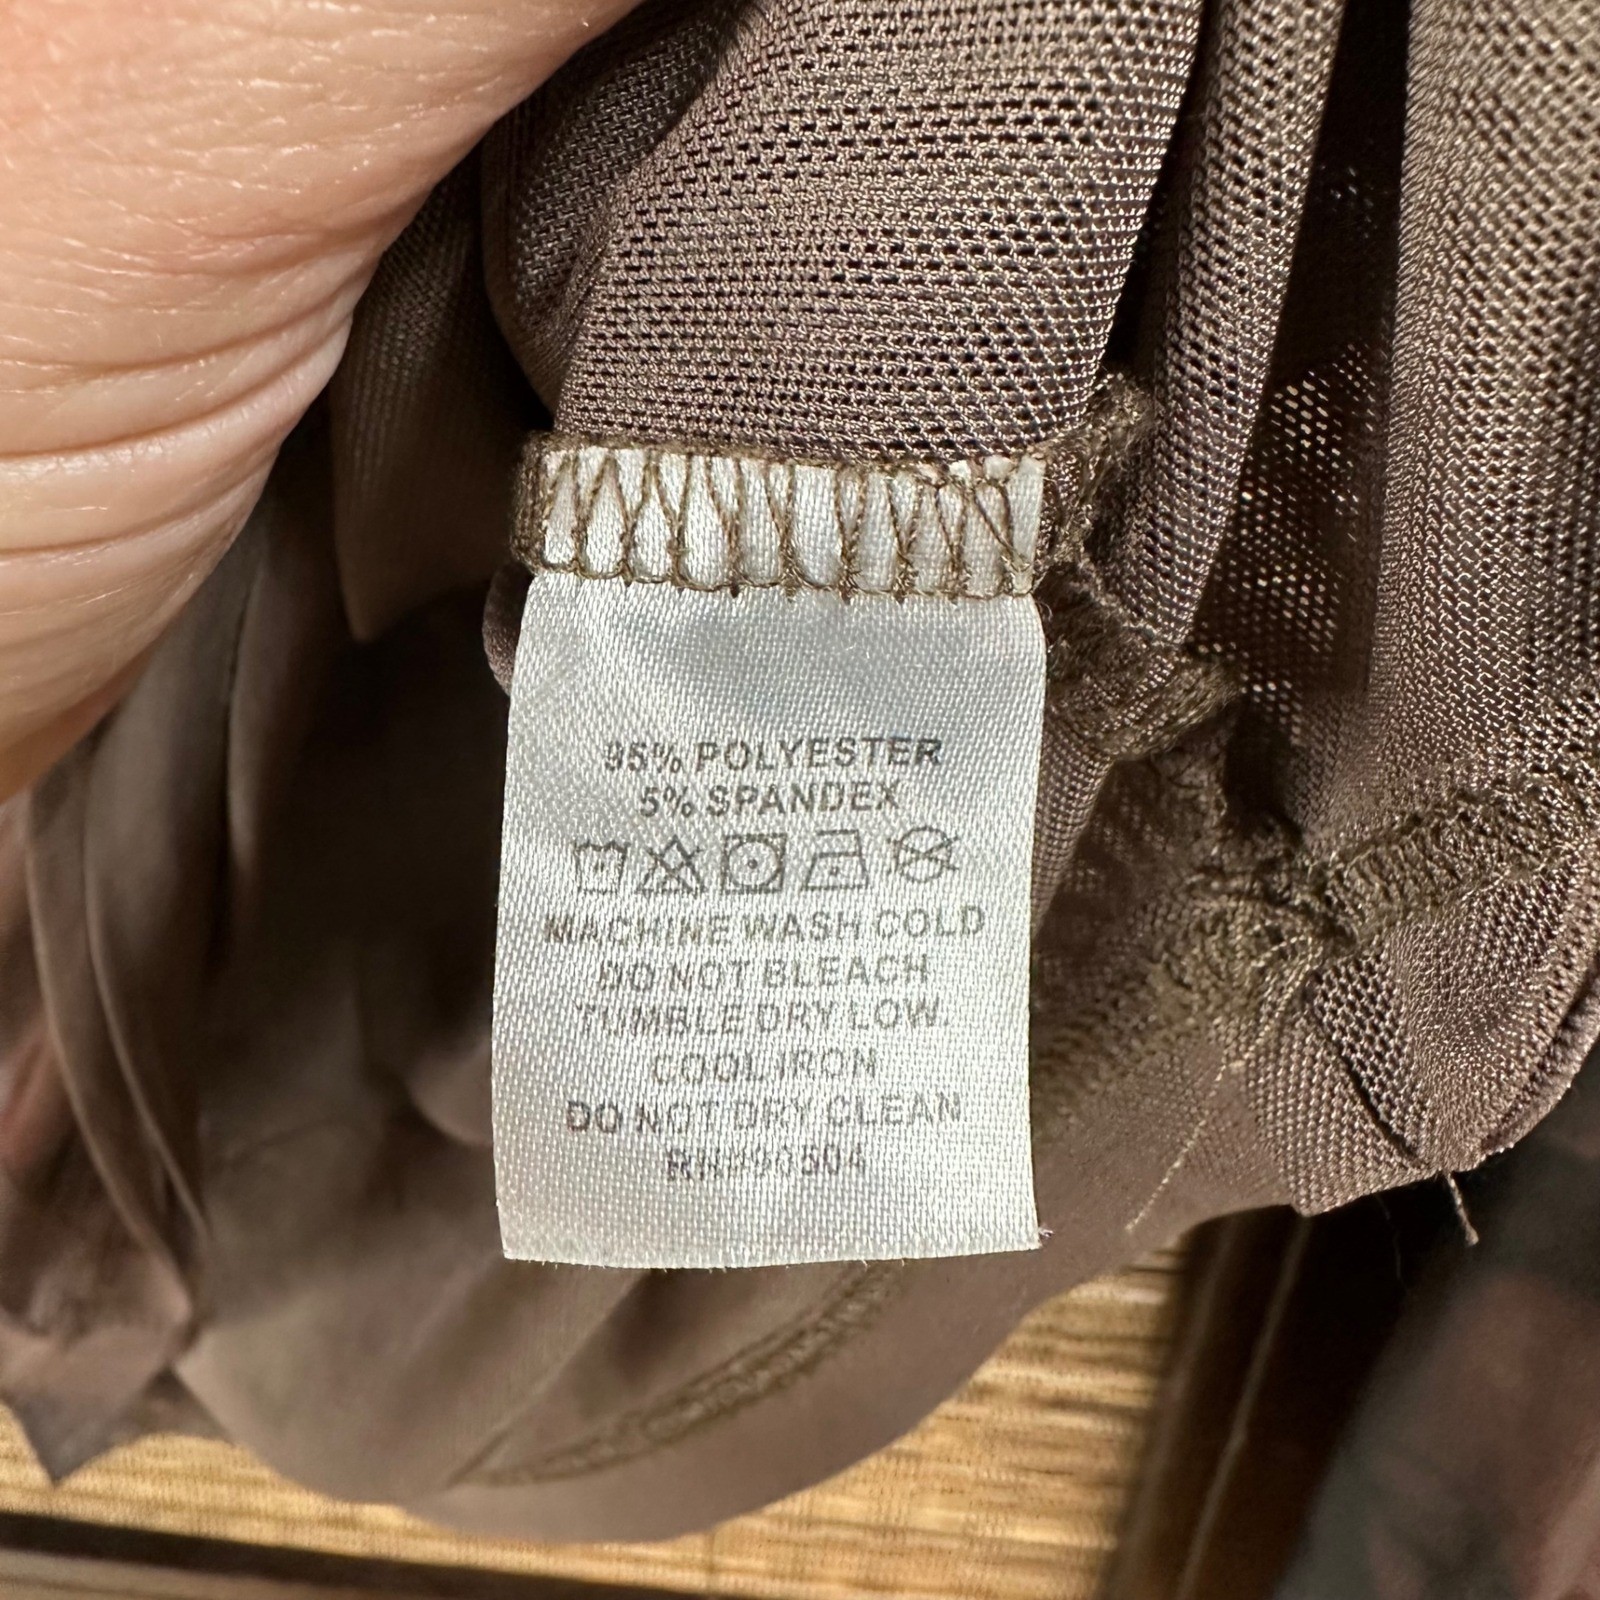 95% POLYESTER
5% SPANDEX
MACHINE WASH COLD
DO NOT BLEACH
TUMBLE DRY LOW.
COOL IRON
DO NOT DRY CLEAN